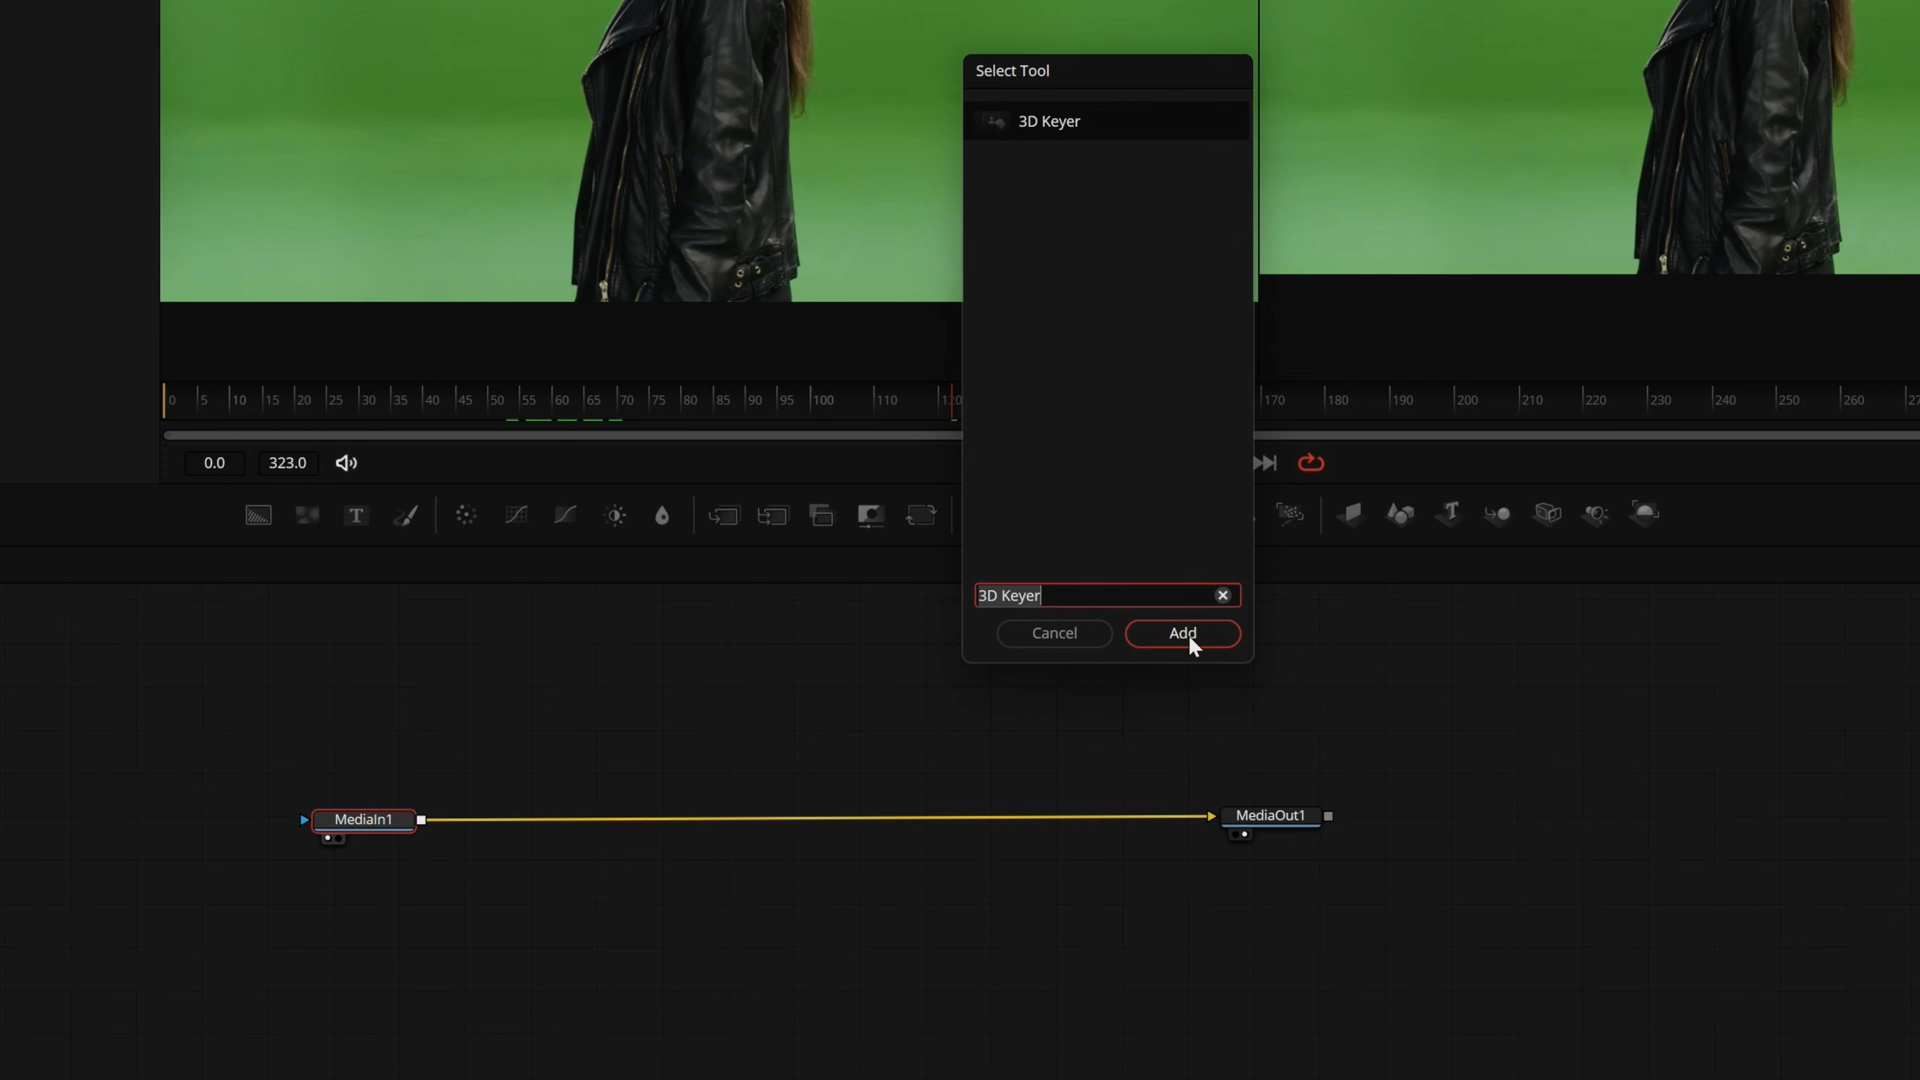 Select Tool
3D Keyer
0 5 10 15 20 25 30 35 40 45 50 55 60 65 70 75 80 85 90 95 100 110 170 180 190 200 210 220 230 240 250 260
0.0 323.0
T T
3D Keyer
Cancel Add
MediaIn1 MediaOut1